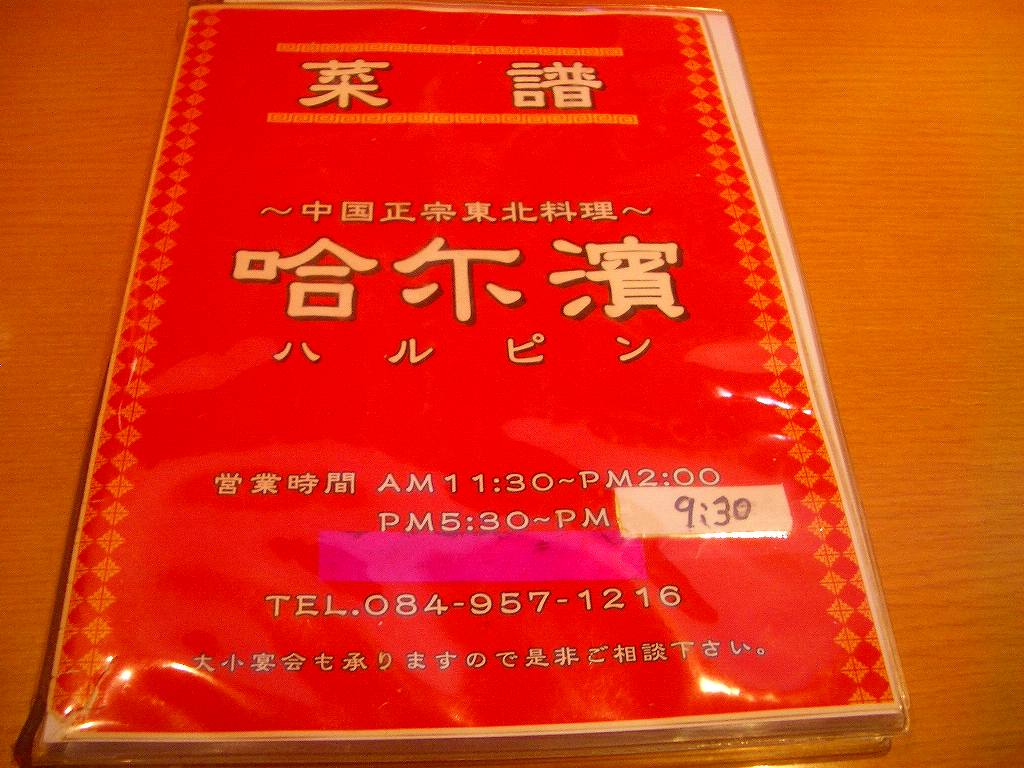 菜譜
～中国正宗東北料理～
哈尔濱
ハルピン
営業時間 AM11:30~PM2:00
PM5:30~PM 9:30
TEL.084-957-1216
大小宴会も承りますので是非ご相談下さい。